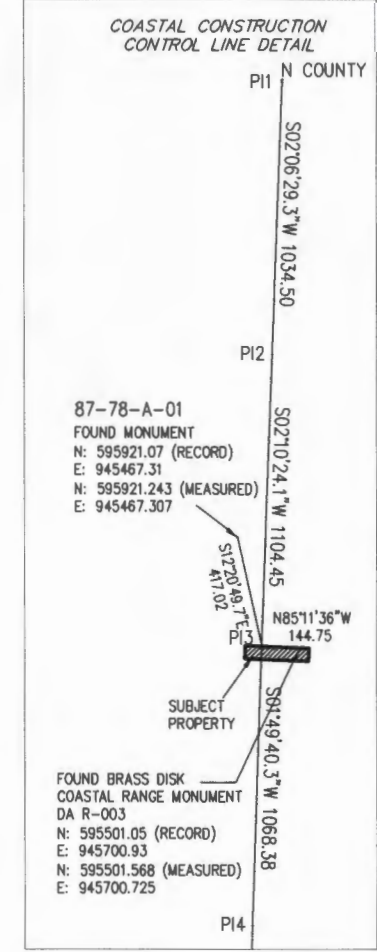 COASTAL CONSTRUCTION
CONTROL LINE DETAIL
N COUNTY
PI1
S02°06'29.3"W 1034.50
PI2
87-78-A-01
FOUND MONUMENT
N: 595921.07 (RECORD)
E: 945467.31
N: 595921.243 (MEASURED)
E: 945467.307
S02°10'24.1"W 1104.45
S12°20'49.7"E
417.02
N85°11'36"W
144.75
PI3
SUBJECT
PROPERTY
S01°49'40.3"W 1068.38
FOUND BRASS DISK
COASTAL RANGE MONUMENT
DA R-003
N: 595501.05 (RECORD)
E: 945700.93
N: 595501.568 (MEASURED)
E: 945700.725
PI4